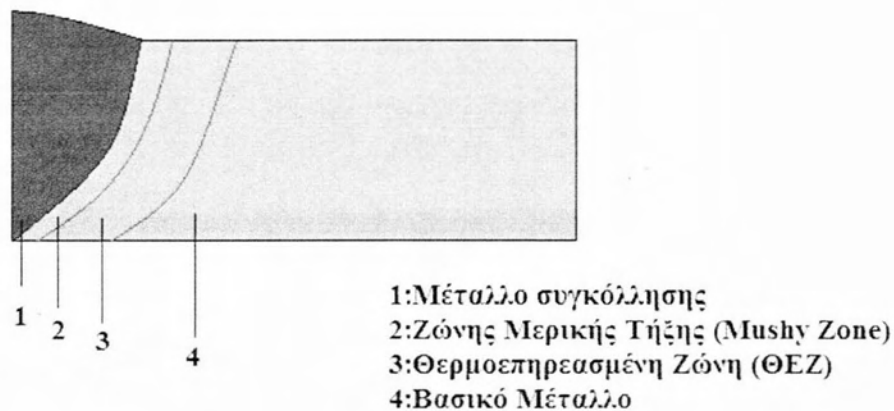 1
2
3
4
1:Μέταλλο συγκόλλησης
2:Ζώνης Μερικής Τήξης (Mushy Zone)
3:Θερμοεπηρεασμένη Ζώνη (ΘΕΖ)
4:Βασικό Μέταλλο